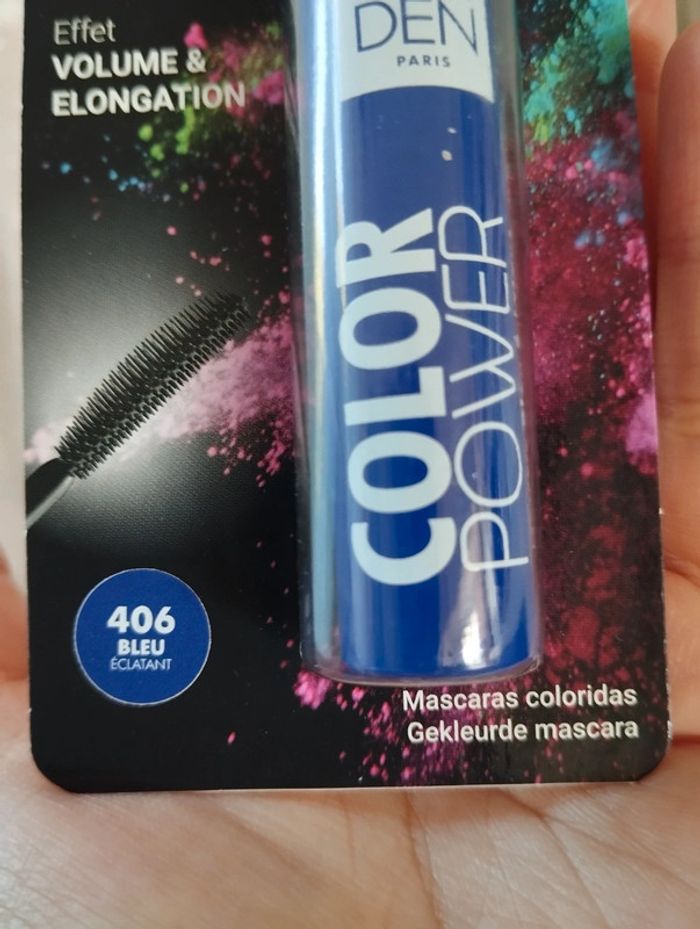 Effet
VOLUME &
ELONGATION
DEN
PARIS
COLOR
POWER
406
BLEU
ÉCLATANT
Mascaras coloridas
Gekleurde mascara